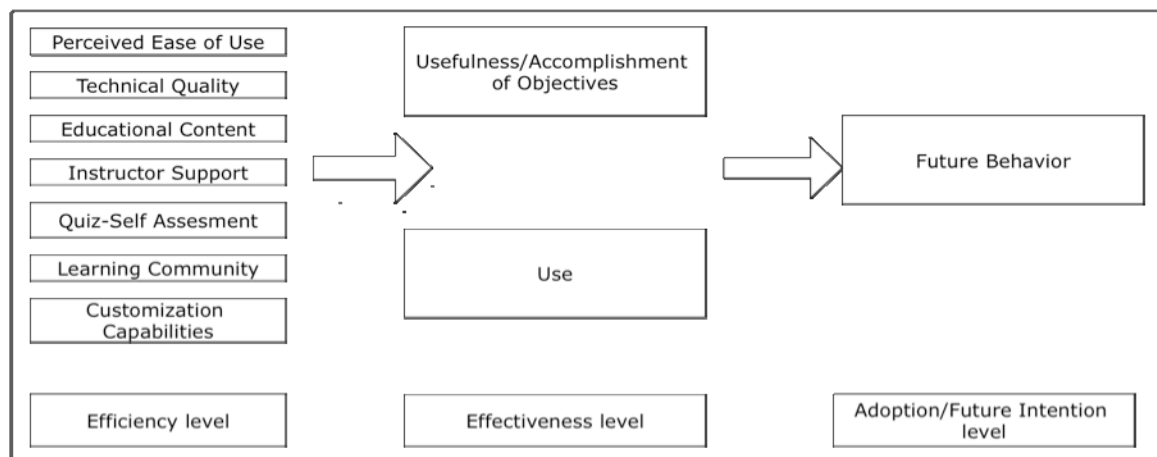 Perceived Ease of Use
Technical Quality
Educational Content
Instructor Support
Quiz-Self Assesment
Learning Community
Customization
Capabilities
Efficiency level
Usefulness/Accomplishment
of Objectives
Use
Effectiveness level
Future Behavior
Adoption/Future Intention
level